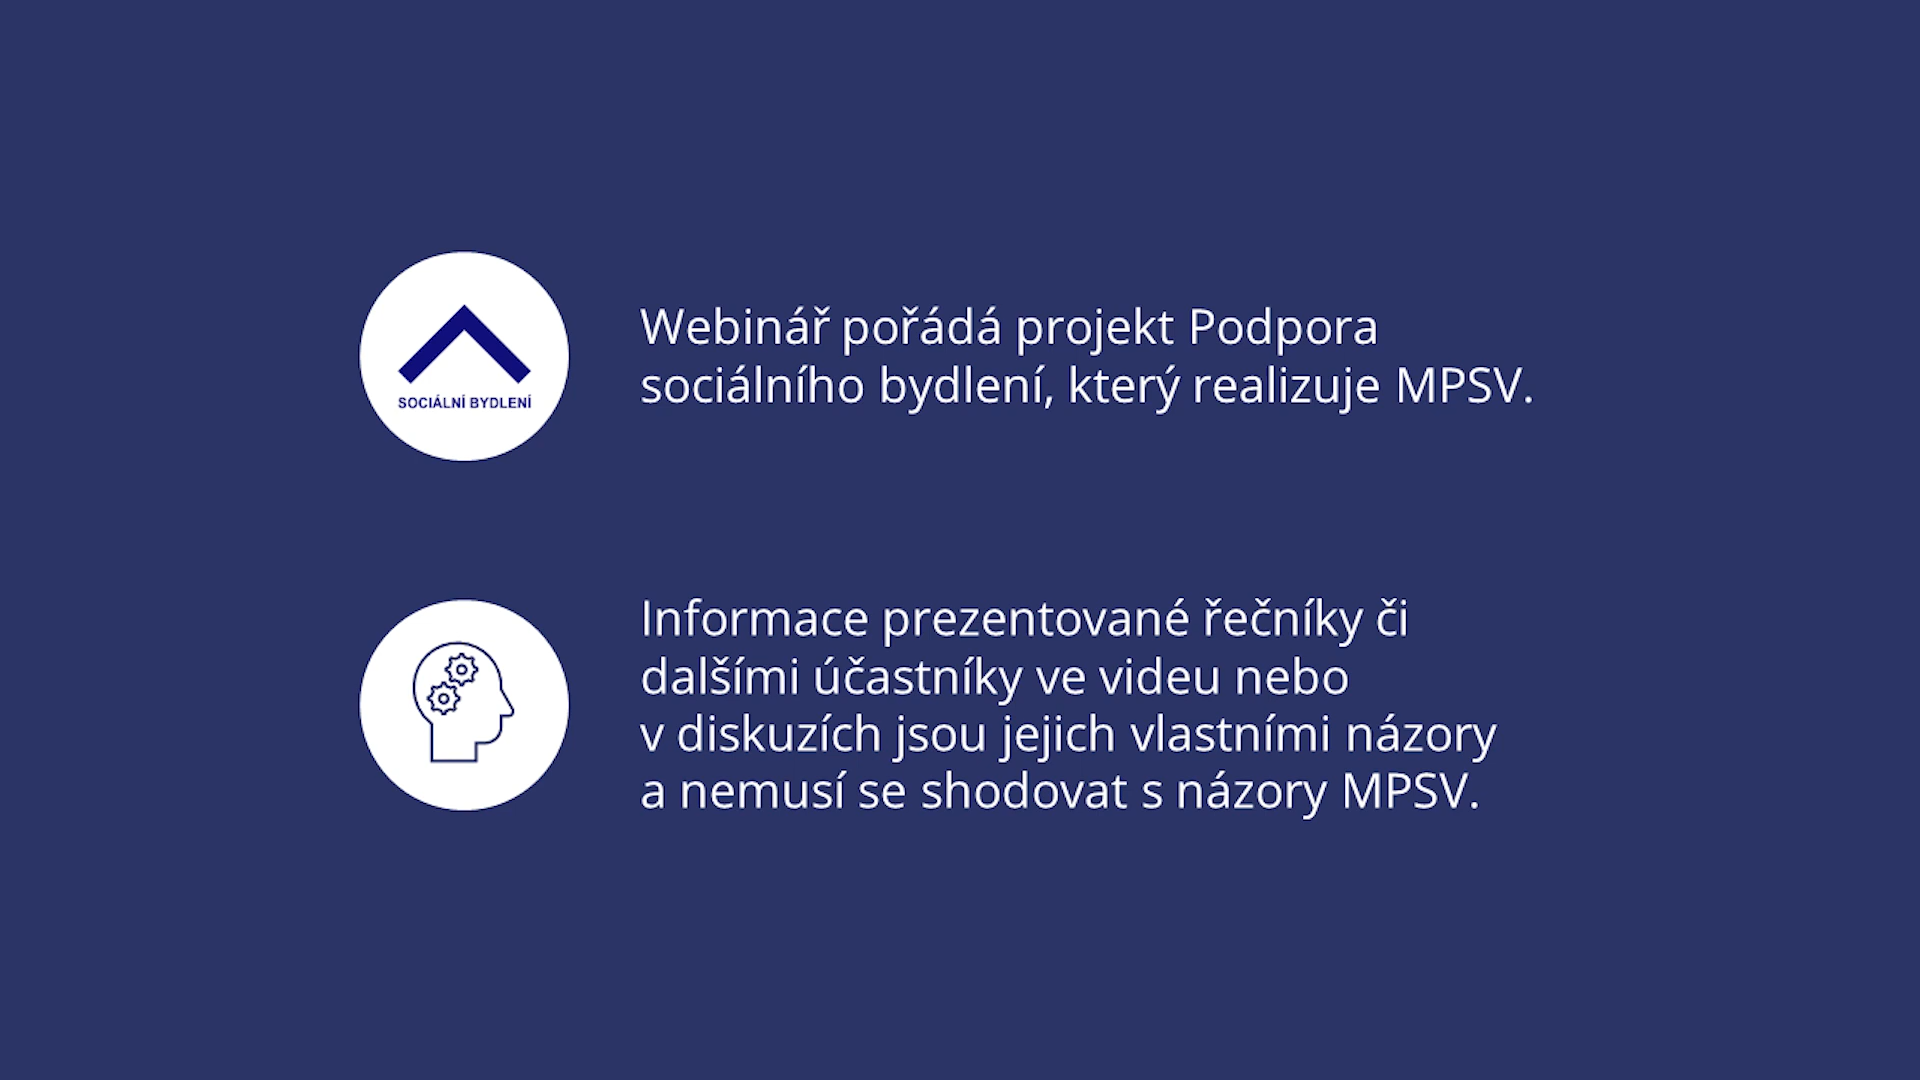 SOCIÁLNÍ BYDLENÍ
Webinář pořádá projekt Podpora
sociálního bydlení, který realizuje MPSV.
Informace prezentované řečníky či
dalšími účastníky ve videu nebo
v diskuzích jsou jejich vlastními názory
a nemusí se shodovat s názory MPSV.